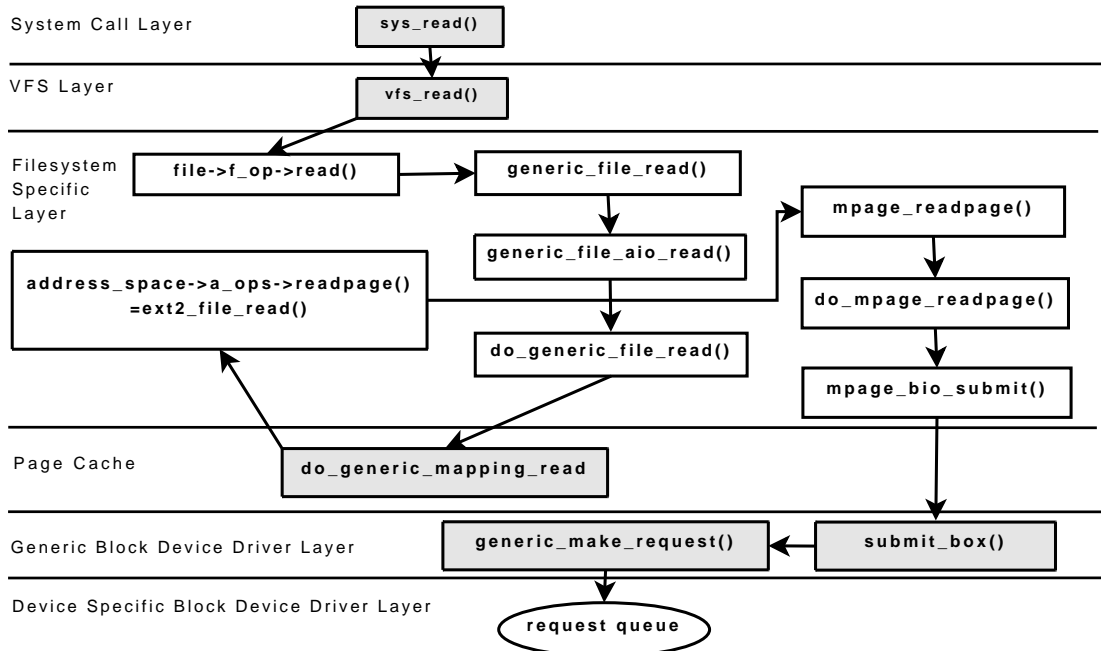 System Call Layer
sys_read()
VFS Layer
vfs_read()
Filesystem
Specific
Layer
file->f_op->read()
generic_file_read()
mpage_readpage()
generic_file_aio_read()
address_space->a_ops->readpage()
=ext2_file_read()
do_mpage_readpage()
do_generic_file_read()
mpage_bio_submit()
Page Cache
do_generic_mapping_read
Generic Block Device Driver Layer
generic_make_request()
submit_box()
Device Specific Block Device Driver Layer
request queue